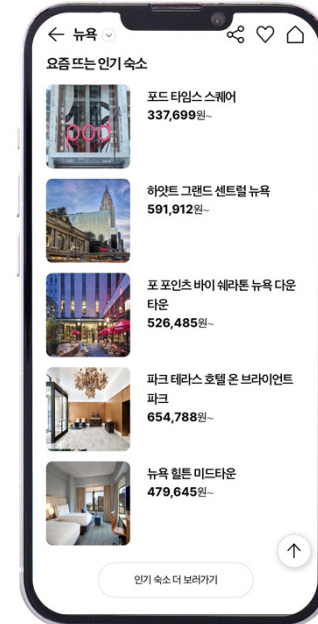 뉴욕
요즘 뜨는 인기 숙소
pod
포드 타임스 스퀘어
337,699원~
하얏트 그랜드 센트럴 뉴욕
591,912원~
포 포인츠 바이 쉐라톤 뉴욕 다운
타운
526,485원~
파크 테라스 호텔 온 브라이언트
파크
654,788원~
뉴욕 힐튼 미드타운
479,645원~
인기 숙소 더 보러가기